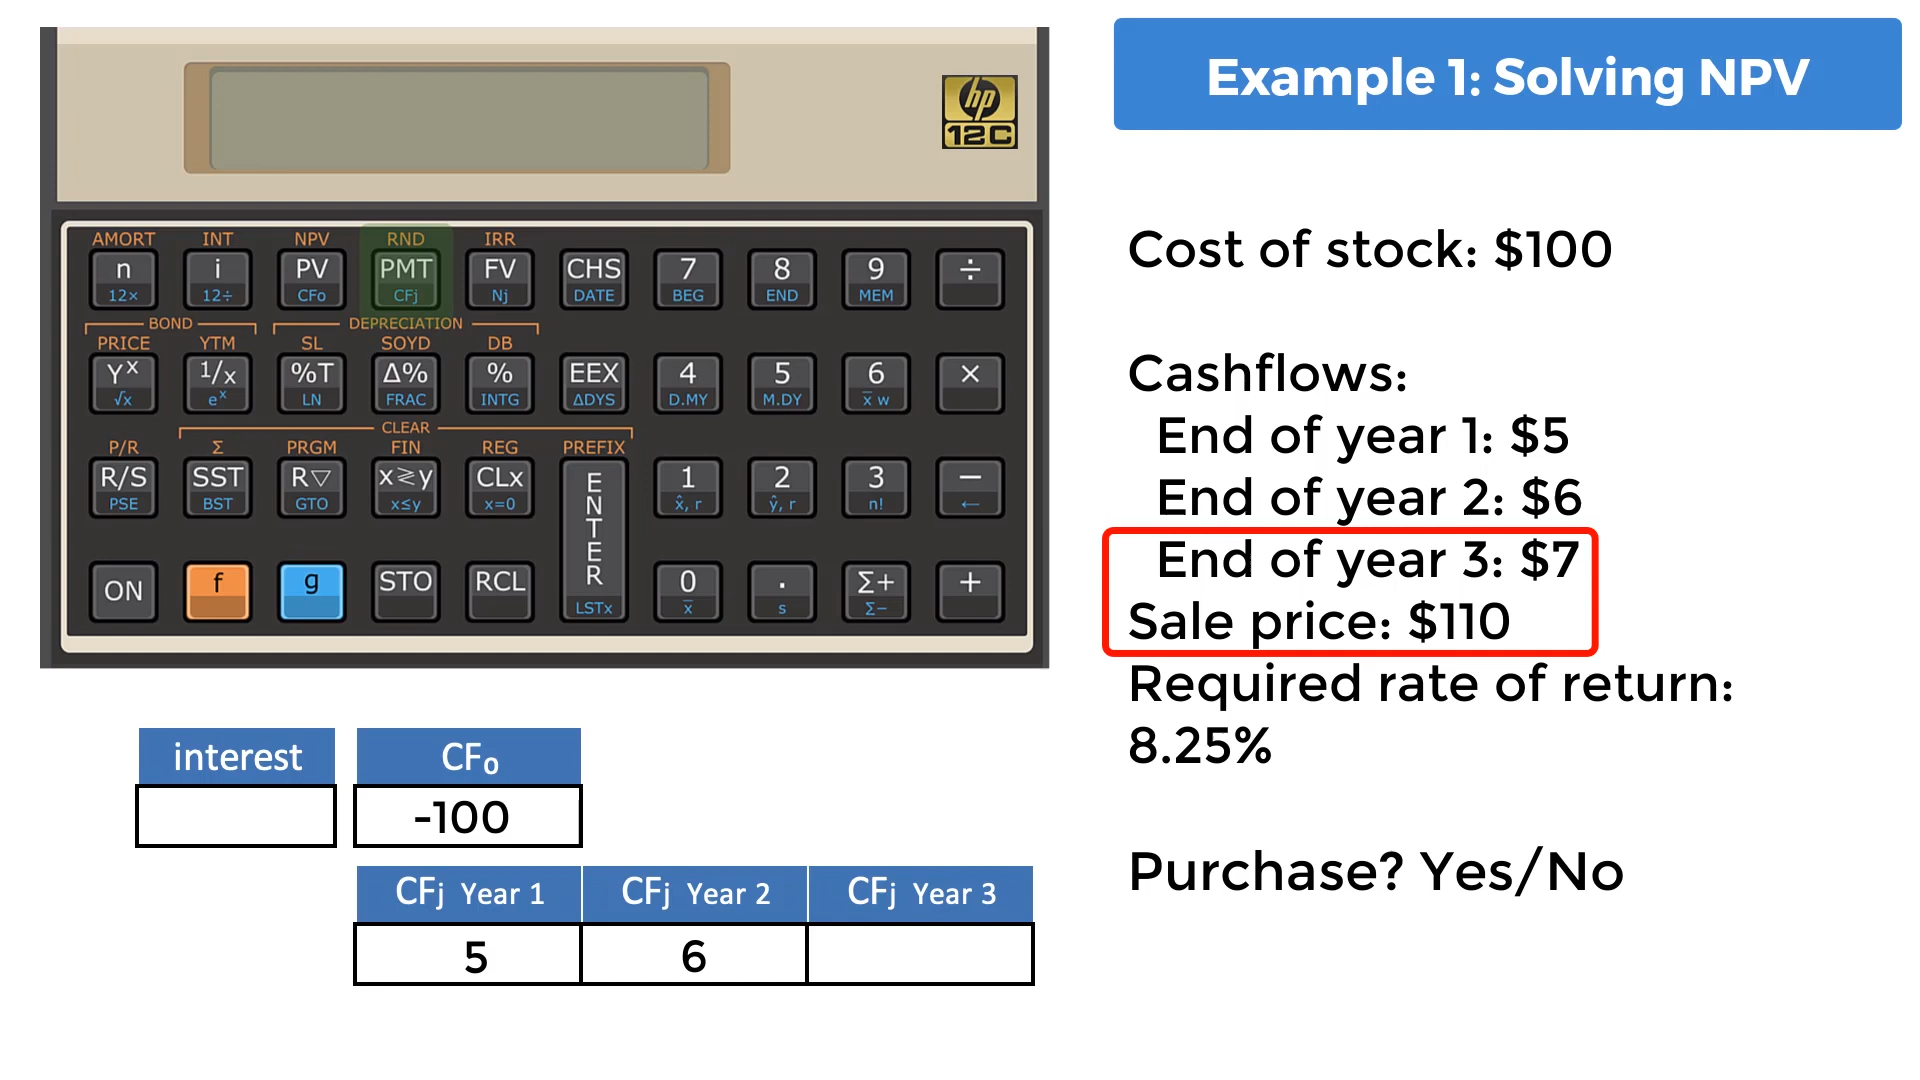 Example 1: Solving NPV
hp
12C
AMORT INT NPV RND IRR
n i PV PMT FV CHS 7 8 9 ÷
12× 12÷ CFo CFj Nj DATE BEG END MEM
BOND DEPRECIATION
PRICE YTM SL SOYD DB
Yˣ 1/x %T Δ% % EEX 4 5 6 ×
√x eˣ LN FRAC INTG ΔDYS D.MY M.DY x̅ w
CLEAR
P/R Σ PRGM FIN REG PREFIX
R/S SST R▽ x≷y CLx ENTER 1 2 3 −
PSE BST GTO x≤y x=0 x̂, r ŷ, r n! ←
ON f g STO RCL 0 . Σ+ +
LSTx x̅ s Σ−
Cost of stock: $100
Cashflows:
End of year 1: $5
End of year 2: $6
End of year 3: $7
Sale price: $110
Required rate of return:
8.25%
Purchase? Yes/No
interest CF₀
-100
CFj Year 1 CFj Year 2 CFj Year 3
5 6